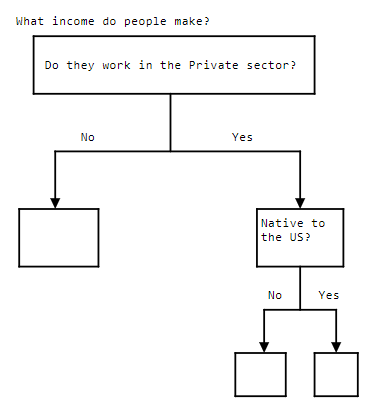 What income do people make?
Do they work in the Private sector?
No
Yes
Native to
the US?
No
Yes